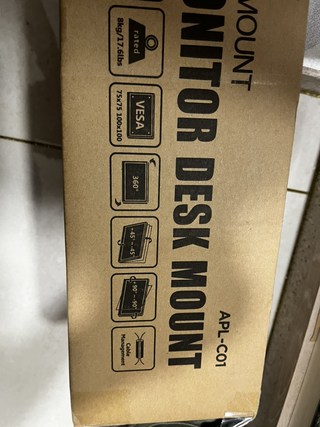 MOUNT
ONITOR DESK MOUNT
APL-C01
rated
8kg/17.6lbs
VESA
75x75 100x100
360°
+45°~-45°
+90°~-90°
Cable
Management